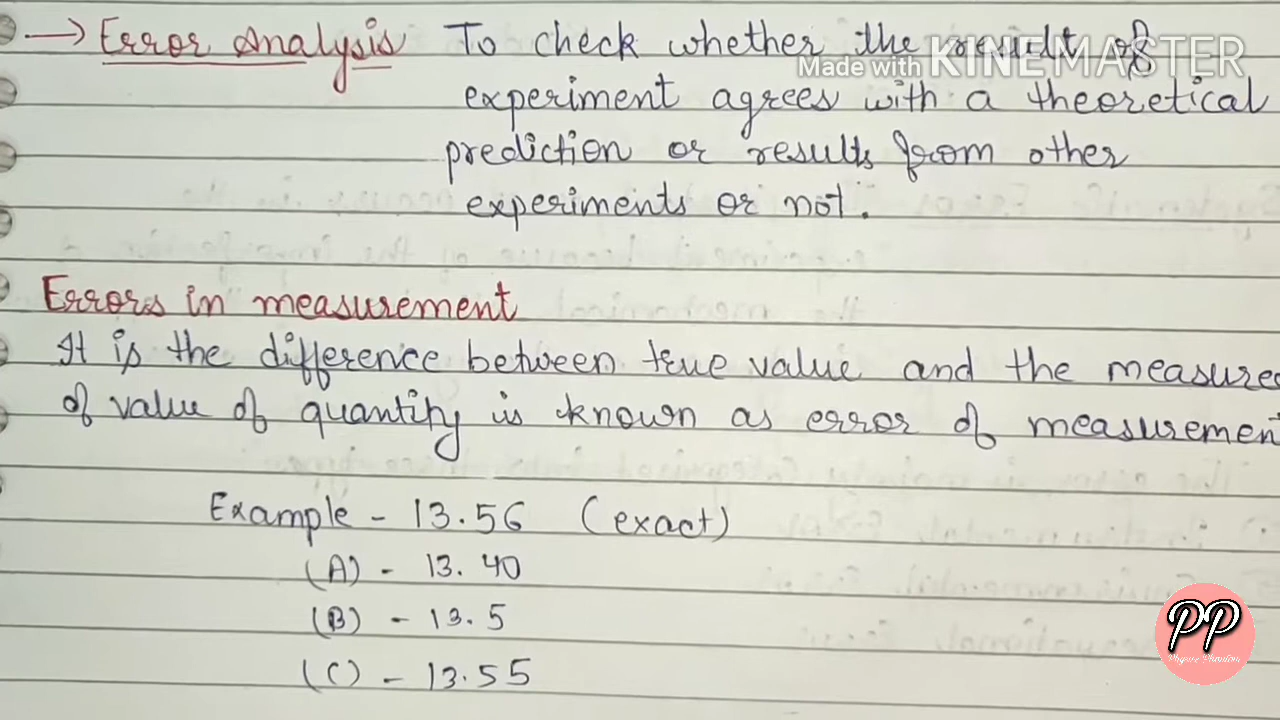 → Error Analysis To check whether the result of
Made with KINEMASTER
experiment agrees with a theoretical
prediction or results from other
experiments or not.
Errors in measurement
It is the difference between true value and the measured
of value of quantity is known as error of measurement
Example - 13.56 (exact)
(A) - 13.40
(B) - 13.5
(C) - 13.55
PP